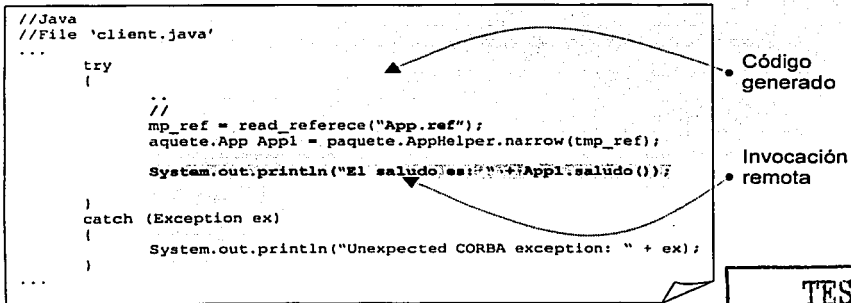 //Java
//File 'client.java'
...
try
{
..
//
mp_ref = read_referece("App.ref");
aquete.App App1 = paquete.AppHelper.narrow(tmp_ref);
System.out.println("El saludo es: " + App1.saludo());
}
catch (Exception ex)
{
System.out.println("Unexpected CORBA exception: " + ex);
}
...
Código
generado
Invocación
remota
TES